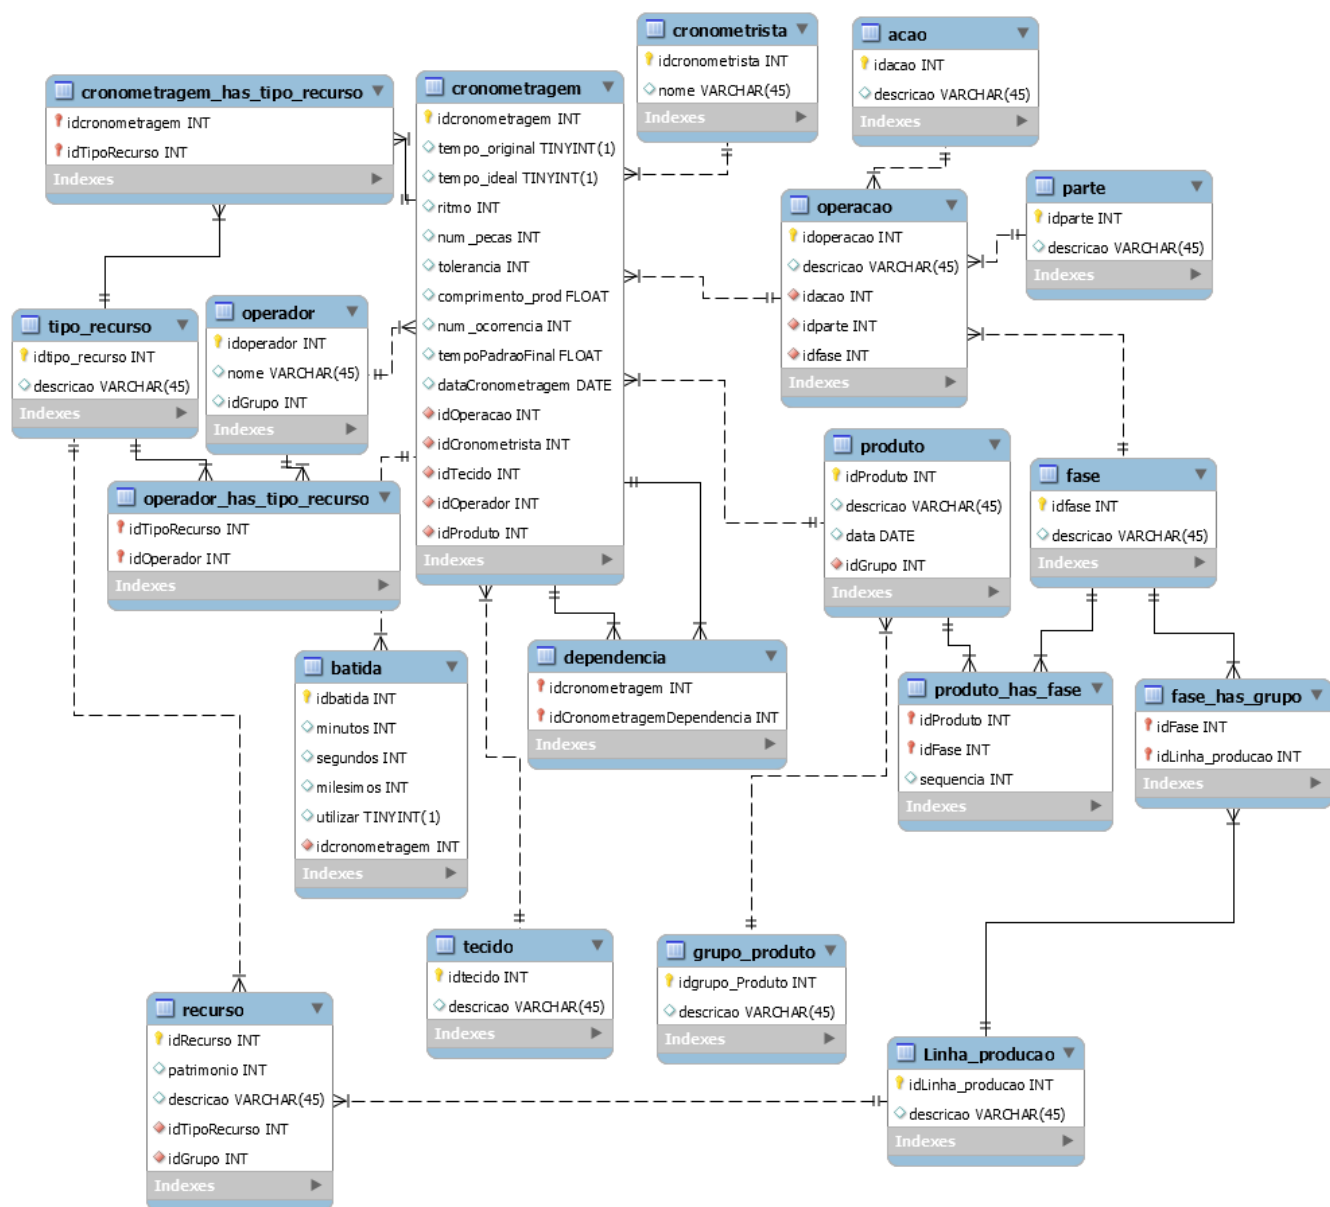 cronometrista
idcronometrista INT
nome VARCHAR(45)
Indexes
acao
idacao INT
descricao VARCHAR(45)
Indexes
cronometragem_has_tipo_recurso
idcronometragem INT
idTipoRecurso INT
Indexes
cronometragem
idcronometragem INT
tempo_original TINYINT(1)
tempo_ideal TINYINT(1)
ritmo INT
num_pecas INT
tolerancia INT
comprimento_prod FLOAT
num_ocorrencia INT
tempoPadraoFinal FLOAT
dataCronometragem DATE
idOperacao INT
idCronometrista INT
idTecido INT
idOperador INT
idProduto INT
Indexes
operacao
idoperacao INT
descricao VARCHAR(45)
idacao INT
idparte INT
idfase INT
Indexes
parte
idparte INT
descricao VARCHAR(45)
Indexes
tipo_recurso
idtipo_recurso INT
descricao VARCHAR(45)
Indexes
operador
idoperador INT
nome VARCHAR(45)
idGrupo INT
Indexes
operador_has_tipo_recurso
idTipoRecurso INT
idOperador INT
Indexes
produto
idProduto INT
descricao VARCHAR(45)
data DATE
idGrupo INT
Indexes
fase
idfase INT
descricao VARCHAR(45)
Indexes
batida
idbatida INT
minutos INT
segundos INT
milesimos INT
utilizar TINYINT(1)
idcronometragem INT
Indexes
dependencia
idcronometragem INT
idCronometragemDependencia INT
Indexes
produto_has_fase
idProduto INT
idFase INT
sequencia INT
Indexes
fase_has_grupo
idFase INT
idLinha_producao INT
Indexes
tecido
idtecido INT
descricao VARCHAR(45)
Indexes
grupo_produto
idgrupo_Produto INT
descricao VARCHAR(45)
Indexes
recurso
idRecurso INT
patrimonio INT
descricao VARCHAR(45)
idTipoRecurso INT
idGrupo INT
Indexes
Linha_producao
idLinha_producao INT
descricao VARCHAR(45)
Indexes